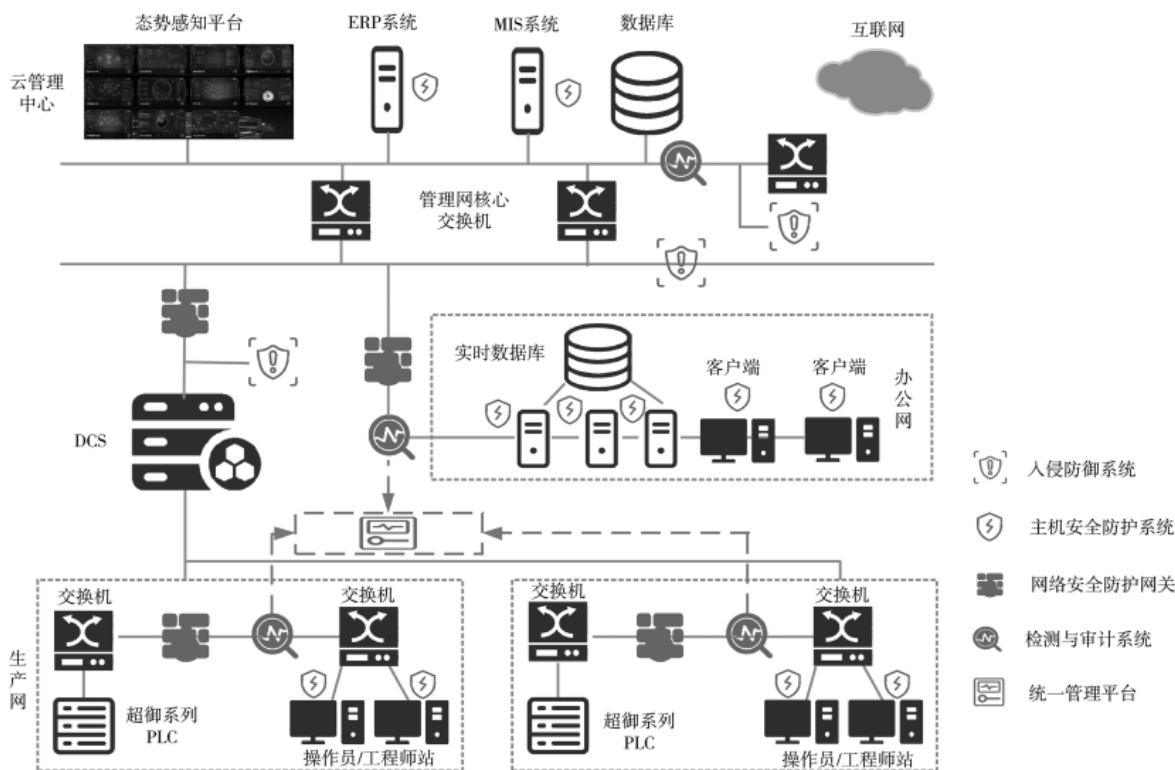 态势感知平台
ERP系统
MIS系统
数据库
互联网
云管理
中心
管理网核心
交换机
实时数据库
客户端
客户端
办
公
网
DCS
入侵防御系统
主机安全防护系统
网络安全防护网关
检测与审计系统
统一管理平台
生
产
网
交换机
交换机
超御系列
PLC
操作员/工程师站
交换机
交换机
超御系列
PLC
操作员/工程师站